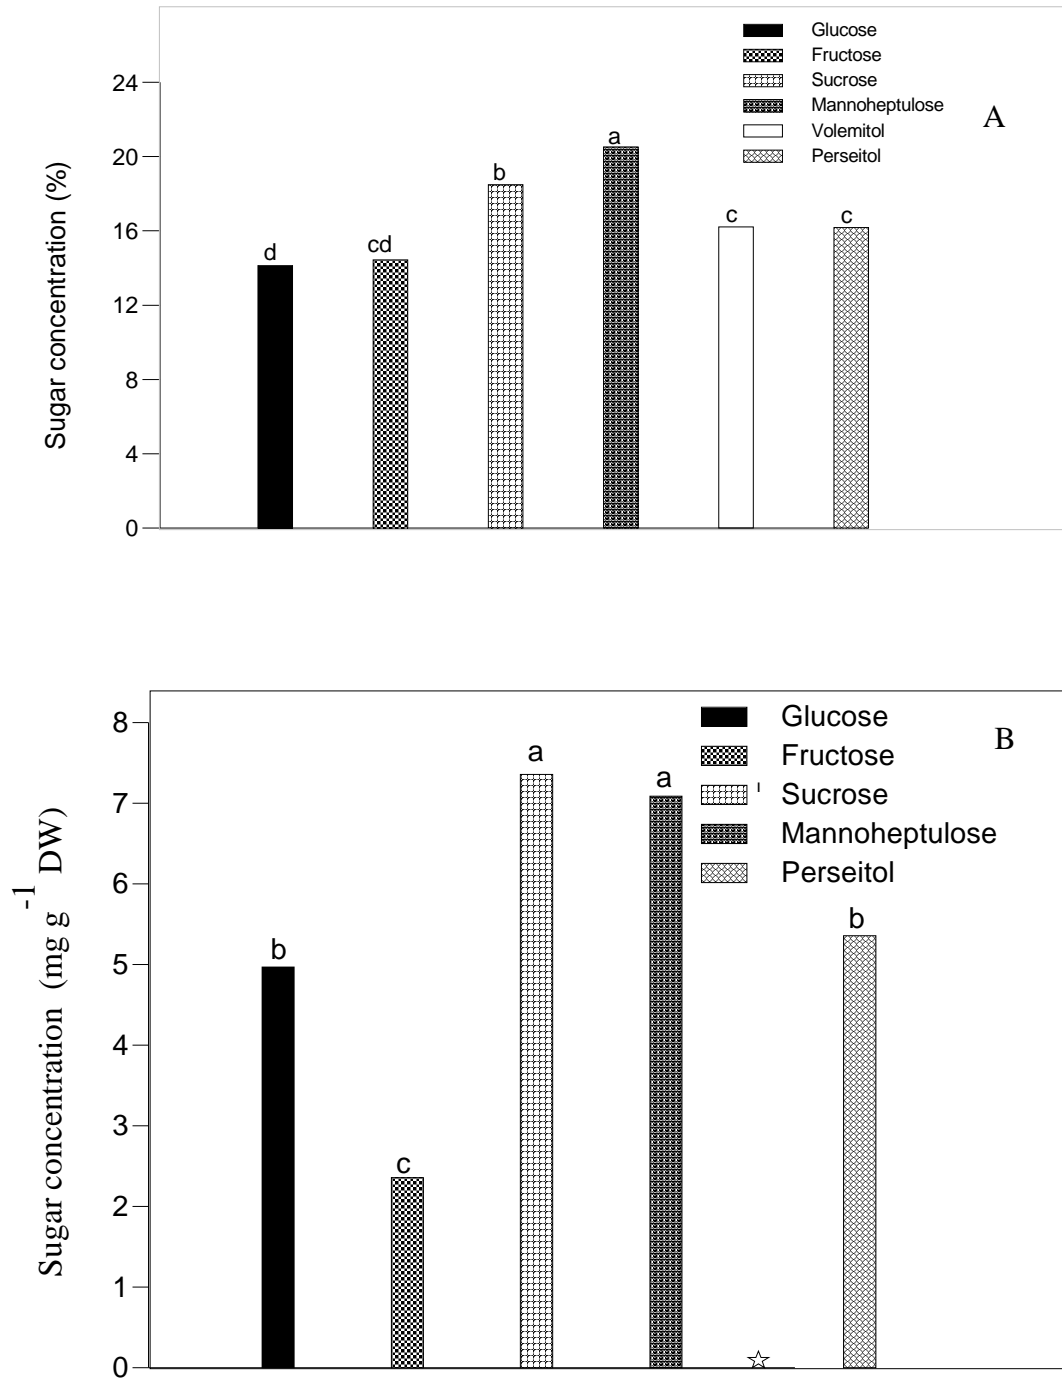 Glucose
Fructose
Sucrose
Mannoheptulose
Volemitol
Perseitol
A
24
20
16
12
8
4
0
Sugar concentration (%)
d
cd
b
a
c
c
8
7
6
5
4
3
2
1
0
Sugar concentration (mg g-1 DW)
Glucose
Fructose
Sucrose
Mannoheptulose
Perseitol
B
b
c
a
a
☆
b